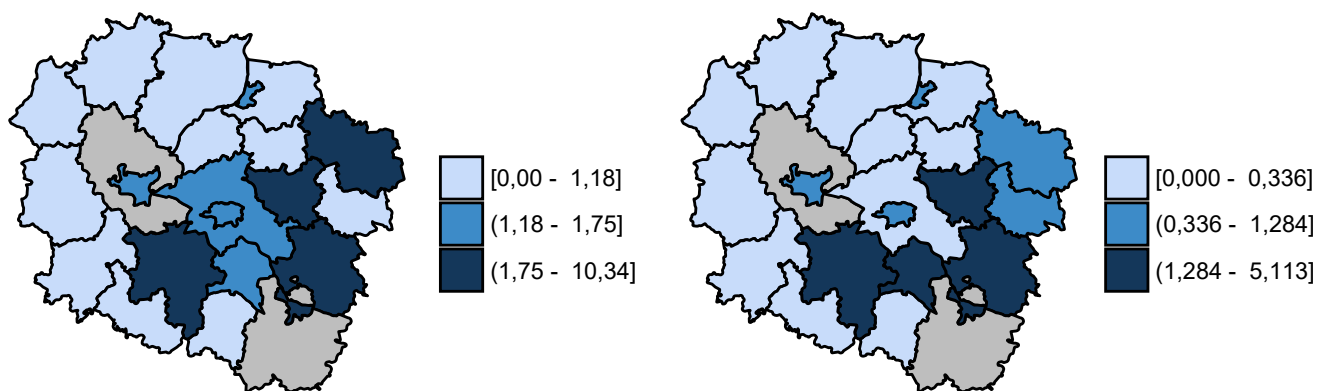 [0,00 - 1,18]
(1,18 - 1,75]
(1,75 - 10,34]
[0,000 - 0,336]
(0,336 - 1,284]
(1,284 - 5,113]